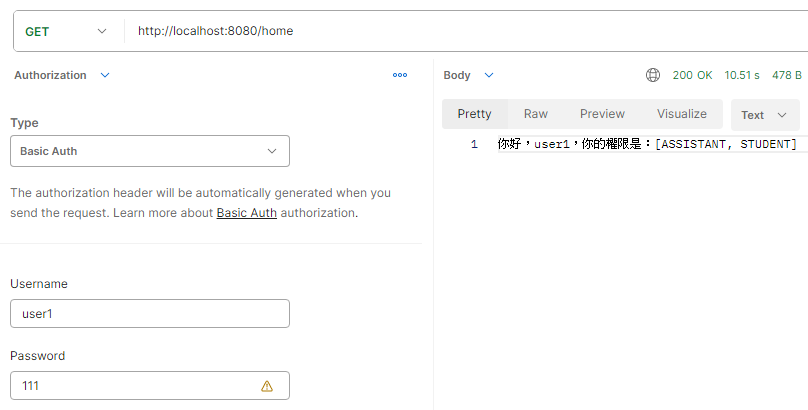 GET http://localhost:8080/home
Authorization
Type
Basic Auth
The authorization header will be automatically generated when you
send the request. Learn more about Basic Auth authorization.
Username
user1
Password
111
Body 200 OK 10.51 s 478 B
Pretty Raw Preview Visualize Text
1 你好，user1，你的權限是：[ASSISTANT, STUDENT]